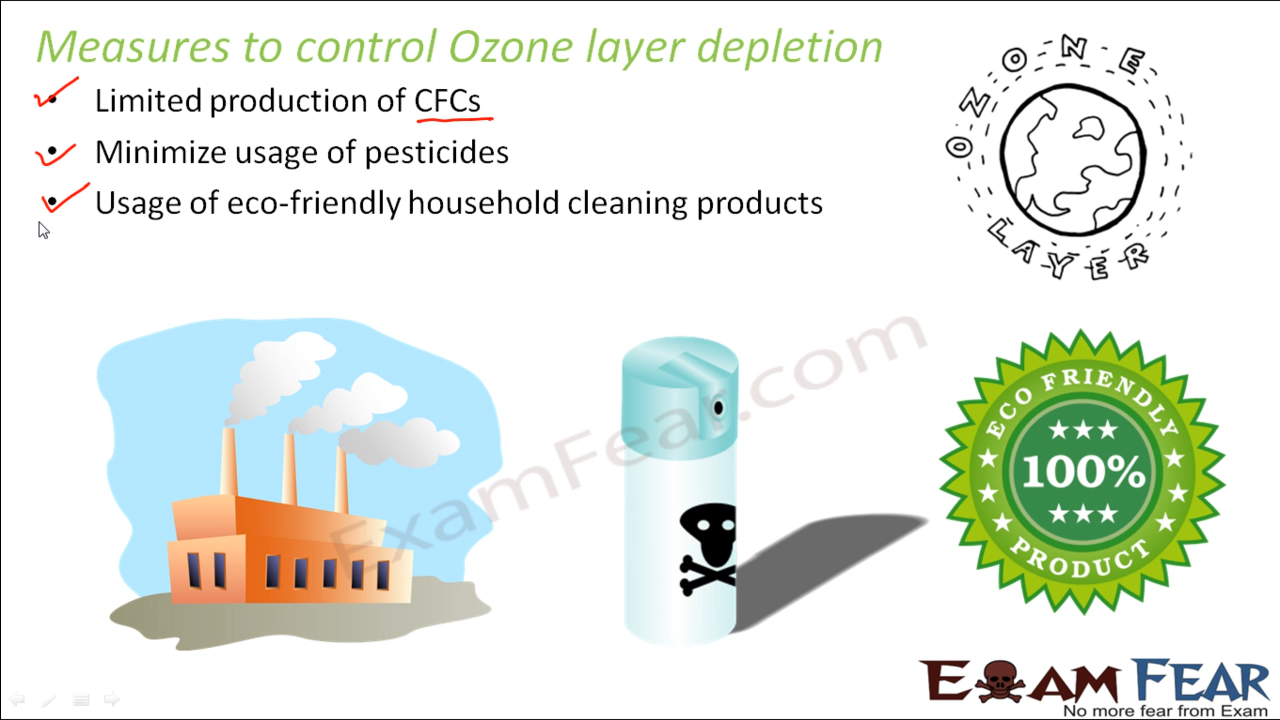 Measures to control Ozone layer depletion
• Limited production of CFCs
• Minimize usage of pesticides
• Usage of eco-friendly household cleaning products
OZONE
LAYER
ExamFear.com
ECO FRIENDLY
100%
PRODUCT
EXAM FEAR
No more fear from Exam